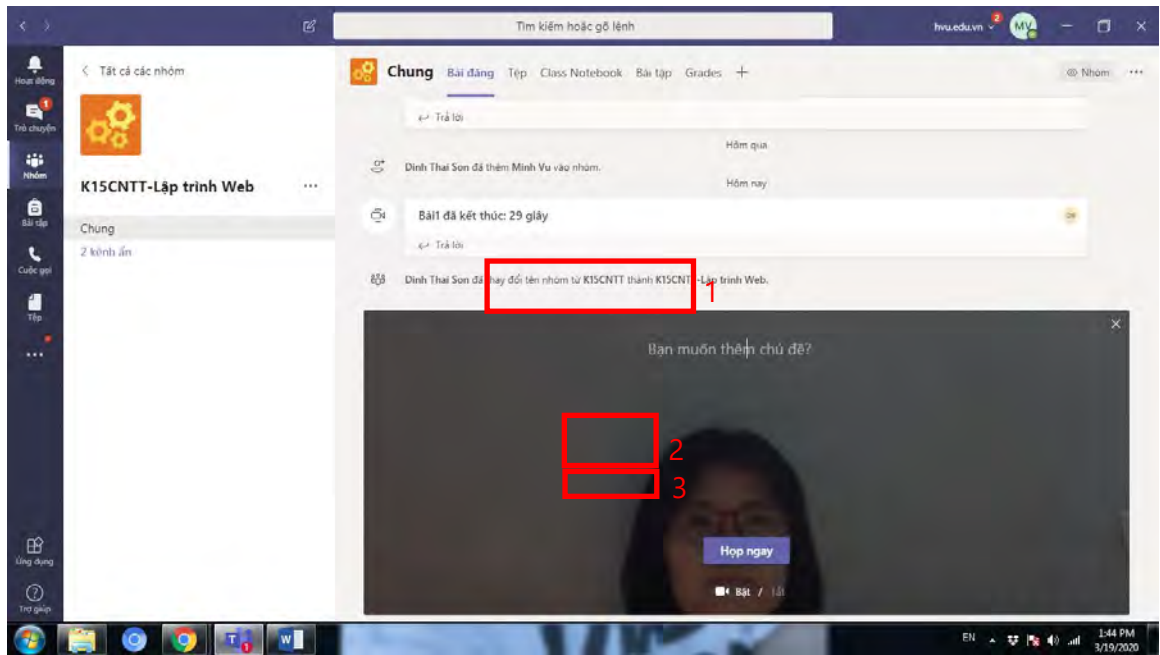 Tìm kiếm hoặc gõ lệnh
hvu.edu.vn
2
MV
Hoạt động
1
Trò chuyện
Nhóm
Bài tập
Cuộc gọi
Tệp
Ứng dụng
Trợ giúp
Tất cả các nhóm
K15CNTT-Lập trình Web
Chung
2 kênh ẩn
Chung Bài đăng Tệp Class Notebook Bài tập Grades
Nhóm
Trả lời
Hôm qua
Dinh Thai Son đã thêm Minh Vu vào nhóm.
Hôm nay
Bài1 đã kết thúc: 29 giây
Trả lời
Dinh Thai Son đã thay đổi tên nhóm từ K15CNTT thành K15CNTT-Lập trình Web.
1
Bạn muốn thêm chủ đề?
2
3
Họp ngay
Bật / Tắt
EN
1:44 PM
3/19/2020